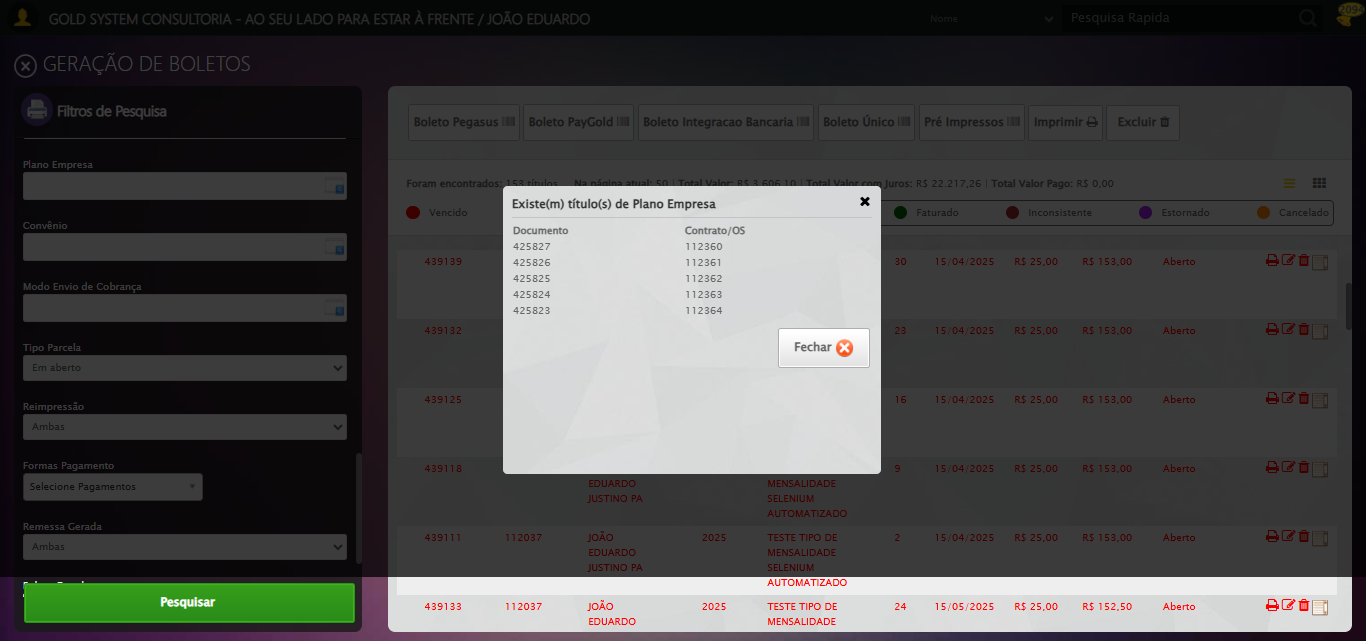 GOLD SYSTEM CONSULTORIA - AO SEU LADO PARA ESTAR À FRENTE / JOÃO EDUARDO
Nome
Pesquisa Rapida
GERAÇÃO DE BOLETOS
Filtros de Pesquisa
Plano Empresa
Convênio
Modo Envio de Cobrança
Tipo Parcela
Em aberto
Reimpressão
Ambas
Formas Pagamento
Selecione Pagamentos
Remessa Gerada
Ambas
Pesquisar
Boleto Pegasus
Boleto PayGold
Boleto Integracao Bancaria
Boleto Único
Pré Impressos
Imprimir
Excluir
Foram encontrados: 153 títulos Na página atual: 50 | Total Valor: R$ 3.606,10 | Total Valor com Juros: R$ 22.217,26 | Total Valor Pago: R$ 0,00
Vencido Faturado Inconsistente Estornado Cancelado
Existe(m) título(s) de Plano Empresa
Documento Contrato/OS
425827 112360
425826 112361
425825 112362
425824 112363
425823 112364
Fechar
439139 30 15/04/2025 R$ 25,00 R$ 153,00 Aberto
439132 23 15/04/2025 R$ 25,00 R$ 153,00 Aberto
439125 16 15/04/2025 R$ 25,00 R$ 153,00 Aberto
439118 9 15/04/2025 R$ 25,00 R$ 153,00 Aberto
EDUARDO MENSALIDADE
JUSTINO PA SELENIUM
AUTOMATIZADO
439111 112037 JOÃO 2025 TESTE TIPO DE 2 15/04/2025 R$ 25,00 R$ 153,00 Aberto
EDUARDO MENSALIDADE
JUSTINO PA SELENIUM
AUTOMATIZADO
439133 112037 JOÃO 2025 TESTE TIPO DE 24 15/05/2025 R$ 25,00 R$ 152,50 Aberto
EDUARDO MENSALIDADE